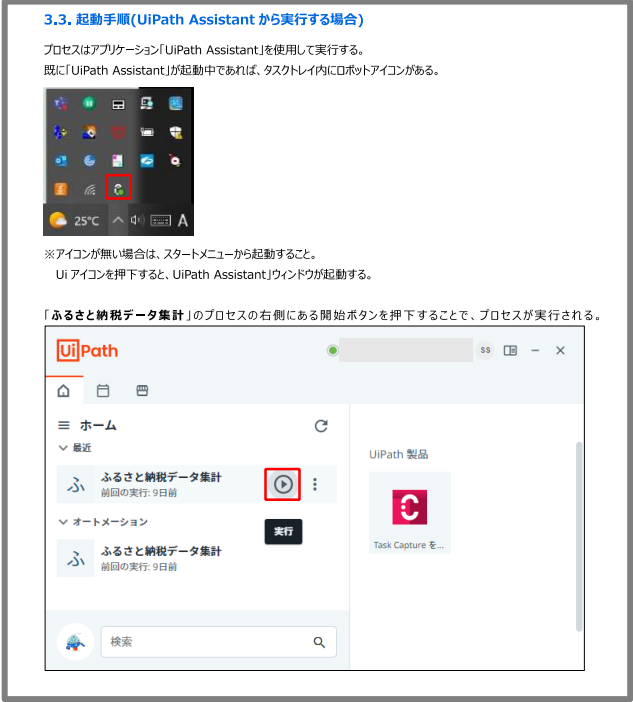 3.3. 起動手順(UiPath Assistant から実行する場合)
プロセスはアプリケーション「UiPath Assistant」を使用して実行する。
既に「UiPath Assistant」が起動中であれば、タスクトレイ内にロボットアイコンがある。
25°C A
※アイコンが無い場合は、スタートメニューから起動すること。
Ui アイコンを押下すると、UiPath Assistant」ウィンドウが起動する。
「ふるさと納税データ集計」のプロセスの右側にある開始ボタンを押下することで、プロセスが実行される。
UiPath
SS
ホーム
最近
UiPath 製品
ふ
ふるさと納税データ集計
前回の実行: 9日前
オートメーション
実行
Task Capture を...
ふ
ふるさと納税データ集計
前回の実行: 9日前
検索